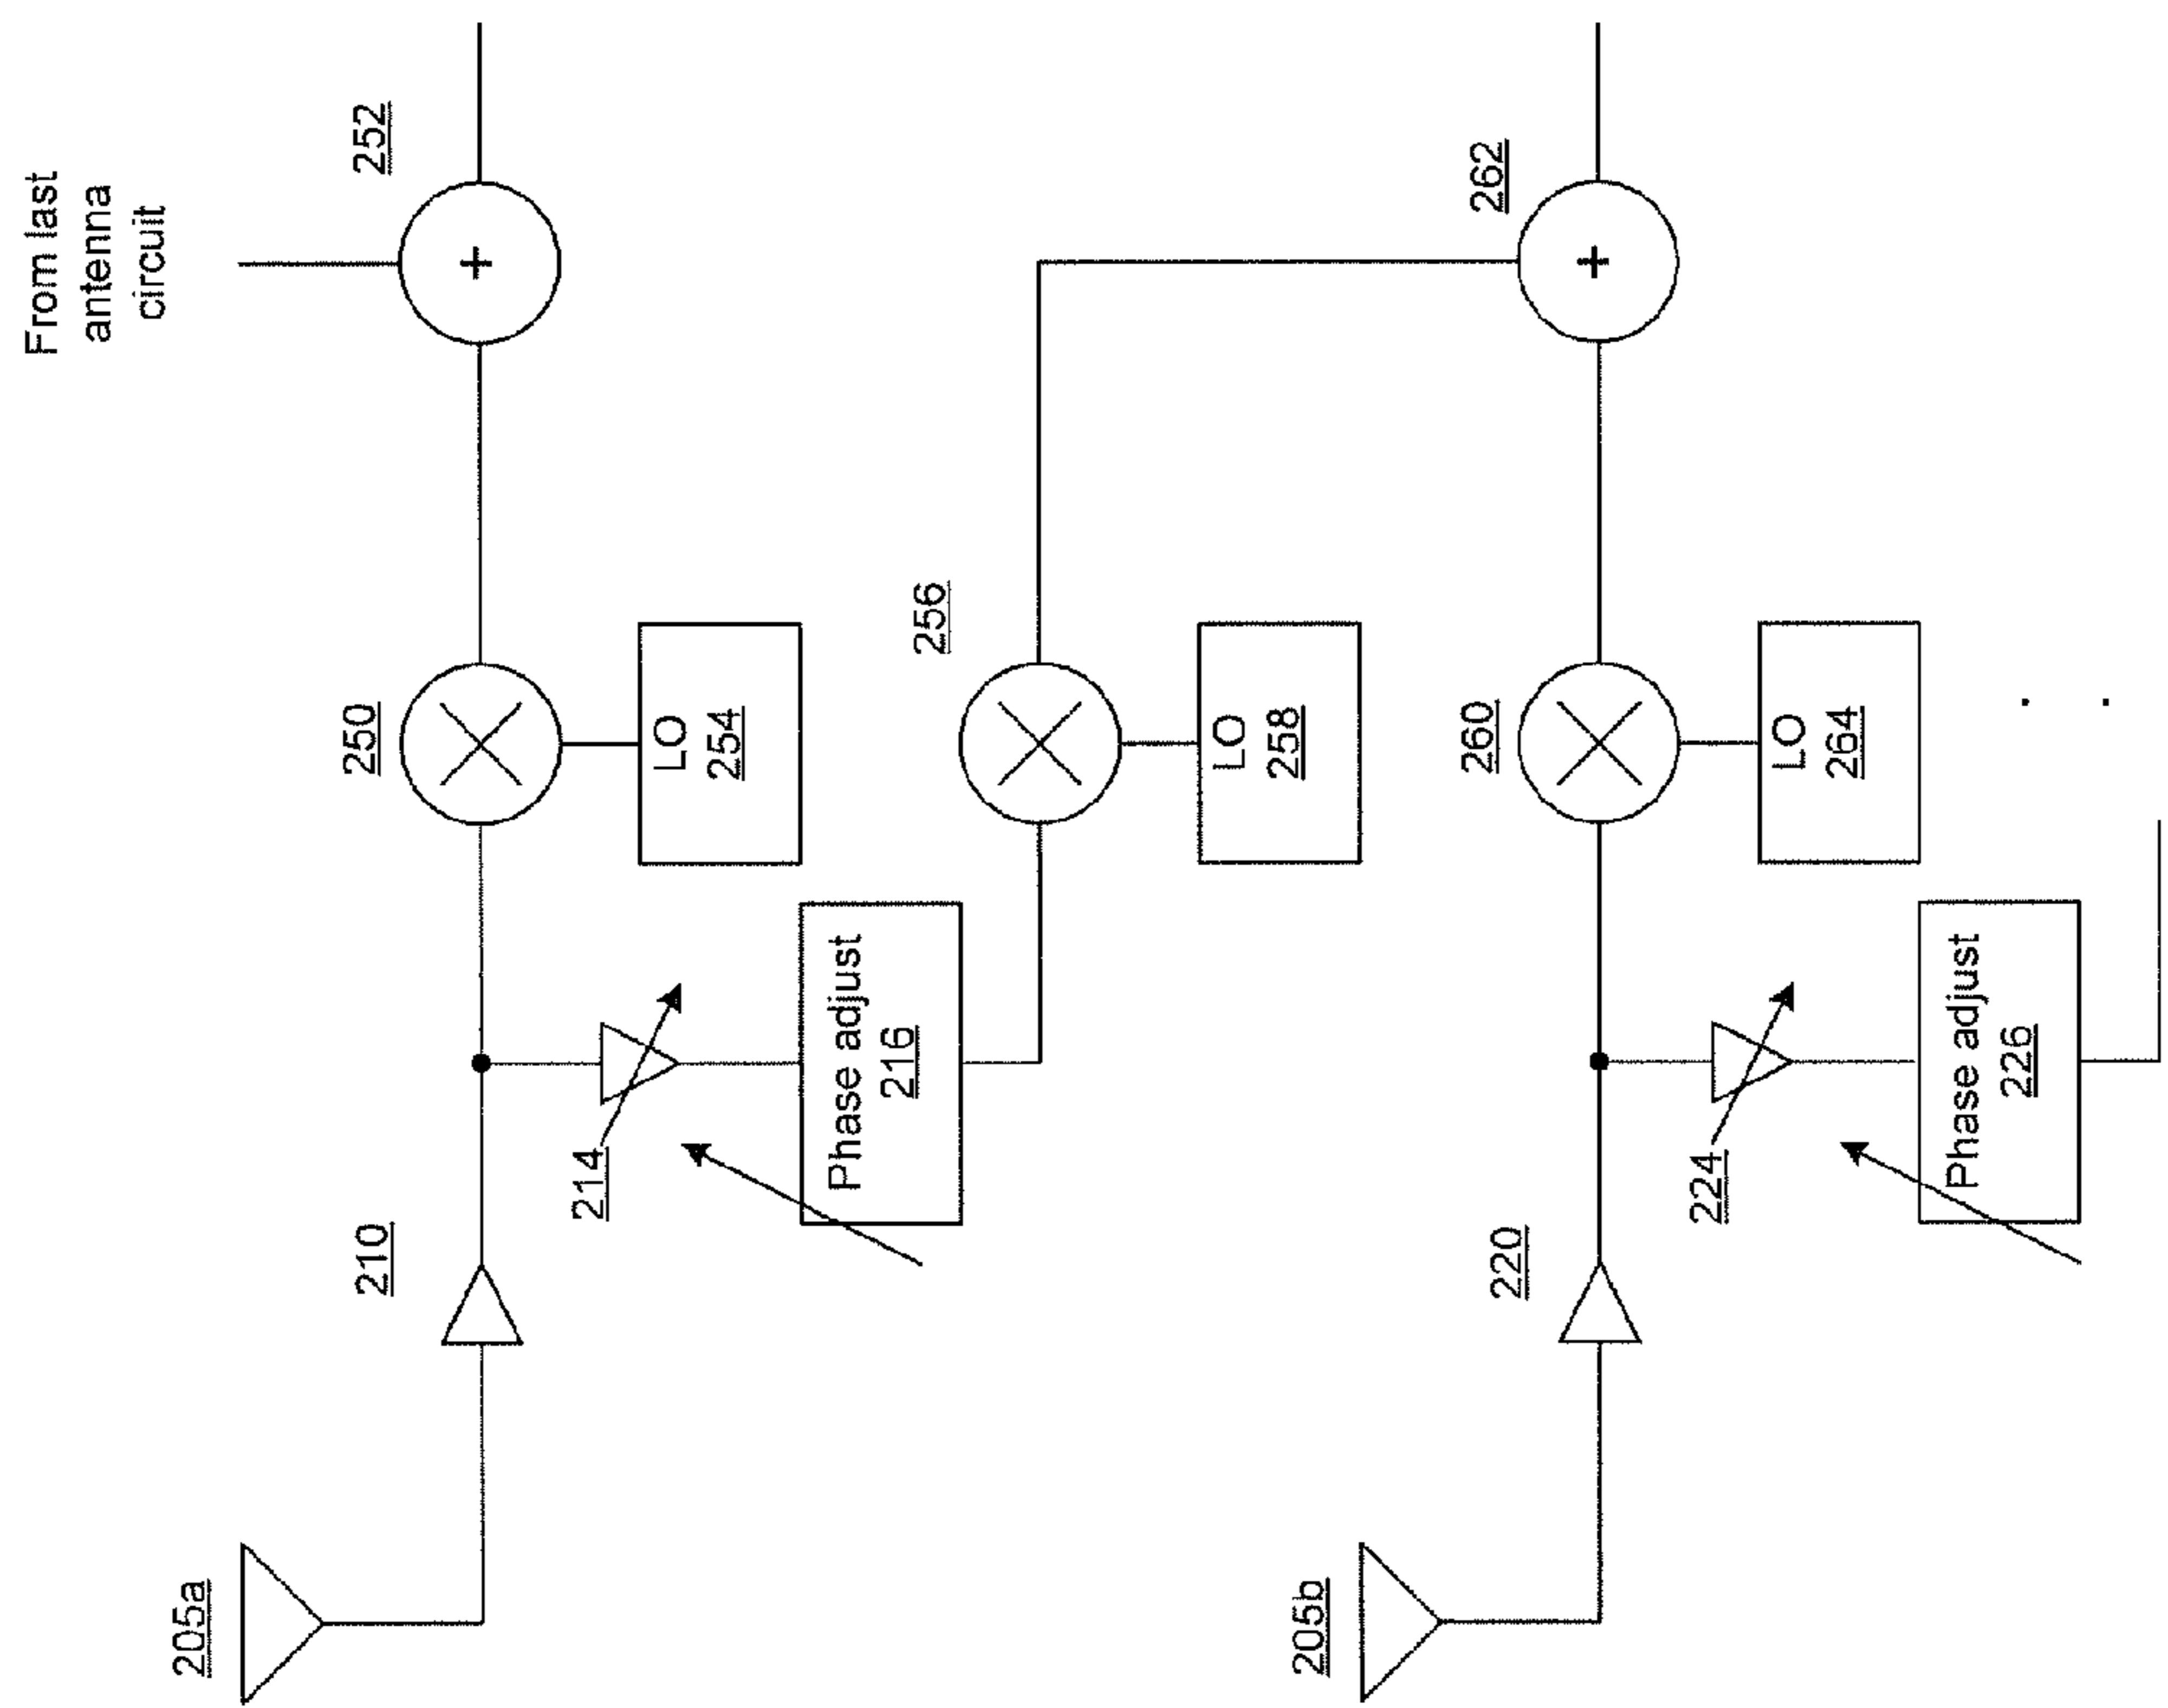 205a
210
214
Phase adjust
216
250
LO
254
252
From last
antenna
circuit
256
LO
258
205b
220
224
Phase adjust
226
260
LO
264
262